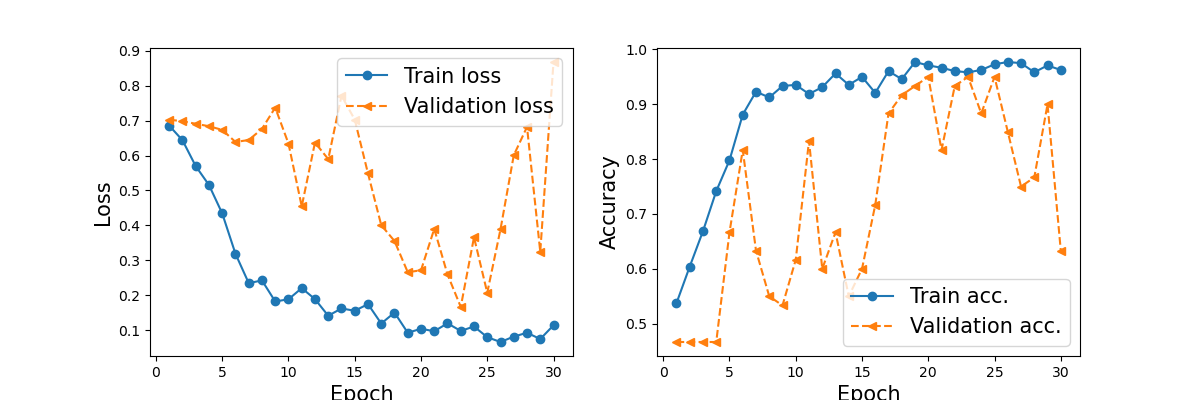 0.9
0.8
0.7
0.6
0.5
0.4
0.3
0.2
0.1
Loss
Train loss
Validation loss
0 5 10 15 20 25 30
Epoch
1.0
0.9
0.8
0.7
0.6
0.5
Accuracy
Train acc.
Validation acc.
0 5 10 15 20 25 30
Epoch